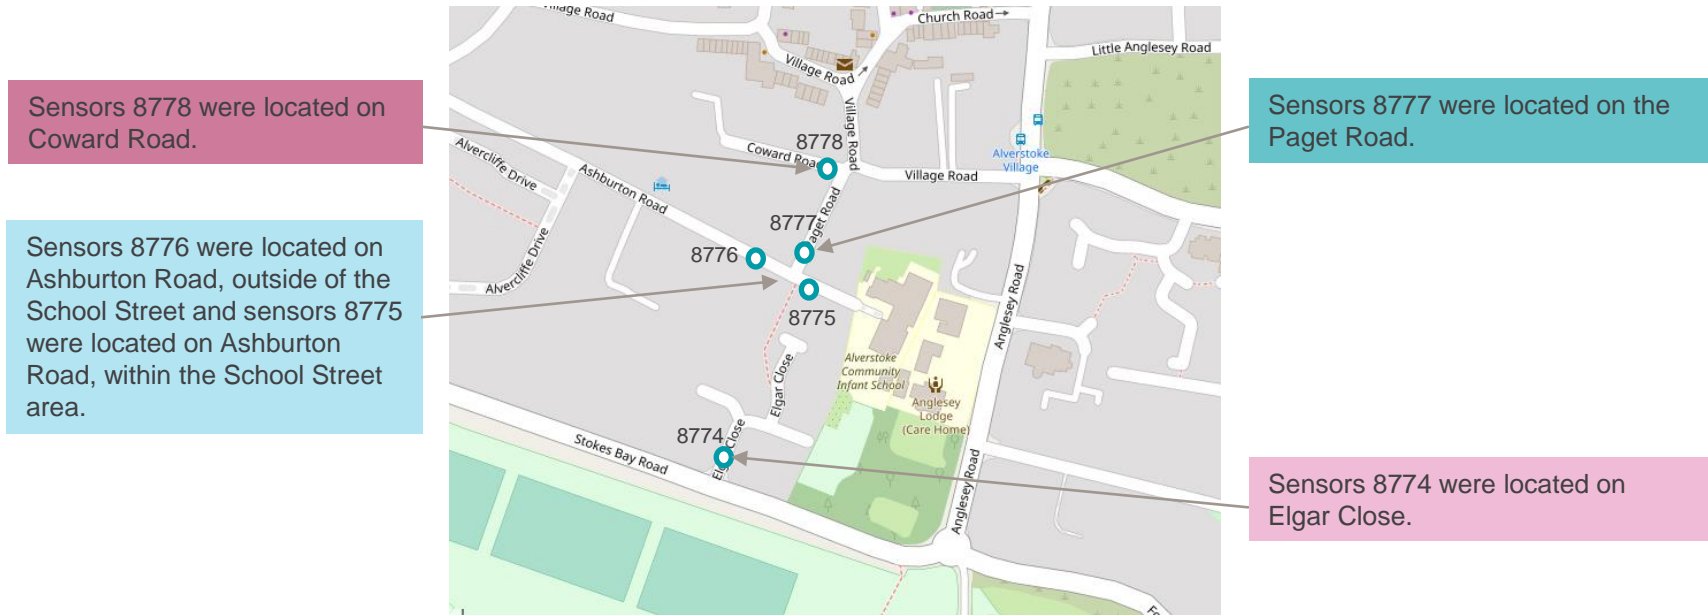 Sensors 8778 were located on
Coward Road.
Sensors 8776 were located on
Ashburton Road, outside of the
School Street and sensors 8775
were located on Ashburton
Road, within the School Street
area.
Village Road
Church Road→
Little Anglesey Road
Village Road
Village Road
8778
Coward Road
Alverstoke
Village
Village Road
Alvercliffe Drive
Ashburton Road
Paget Road
8777
8776
Alvercliffe Drive
8775
Anglesey Road
Alverstoke
Community
Infant School
Elgar Close
Anglesey
Lodge
(Care Home)
8774
Elgar Close
Stokes Bay Road
Anglesey Road
Sensors 8777 were located on the
Paget Road.
Sensors 8774 were located on
Elgar Close.